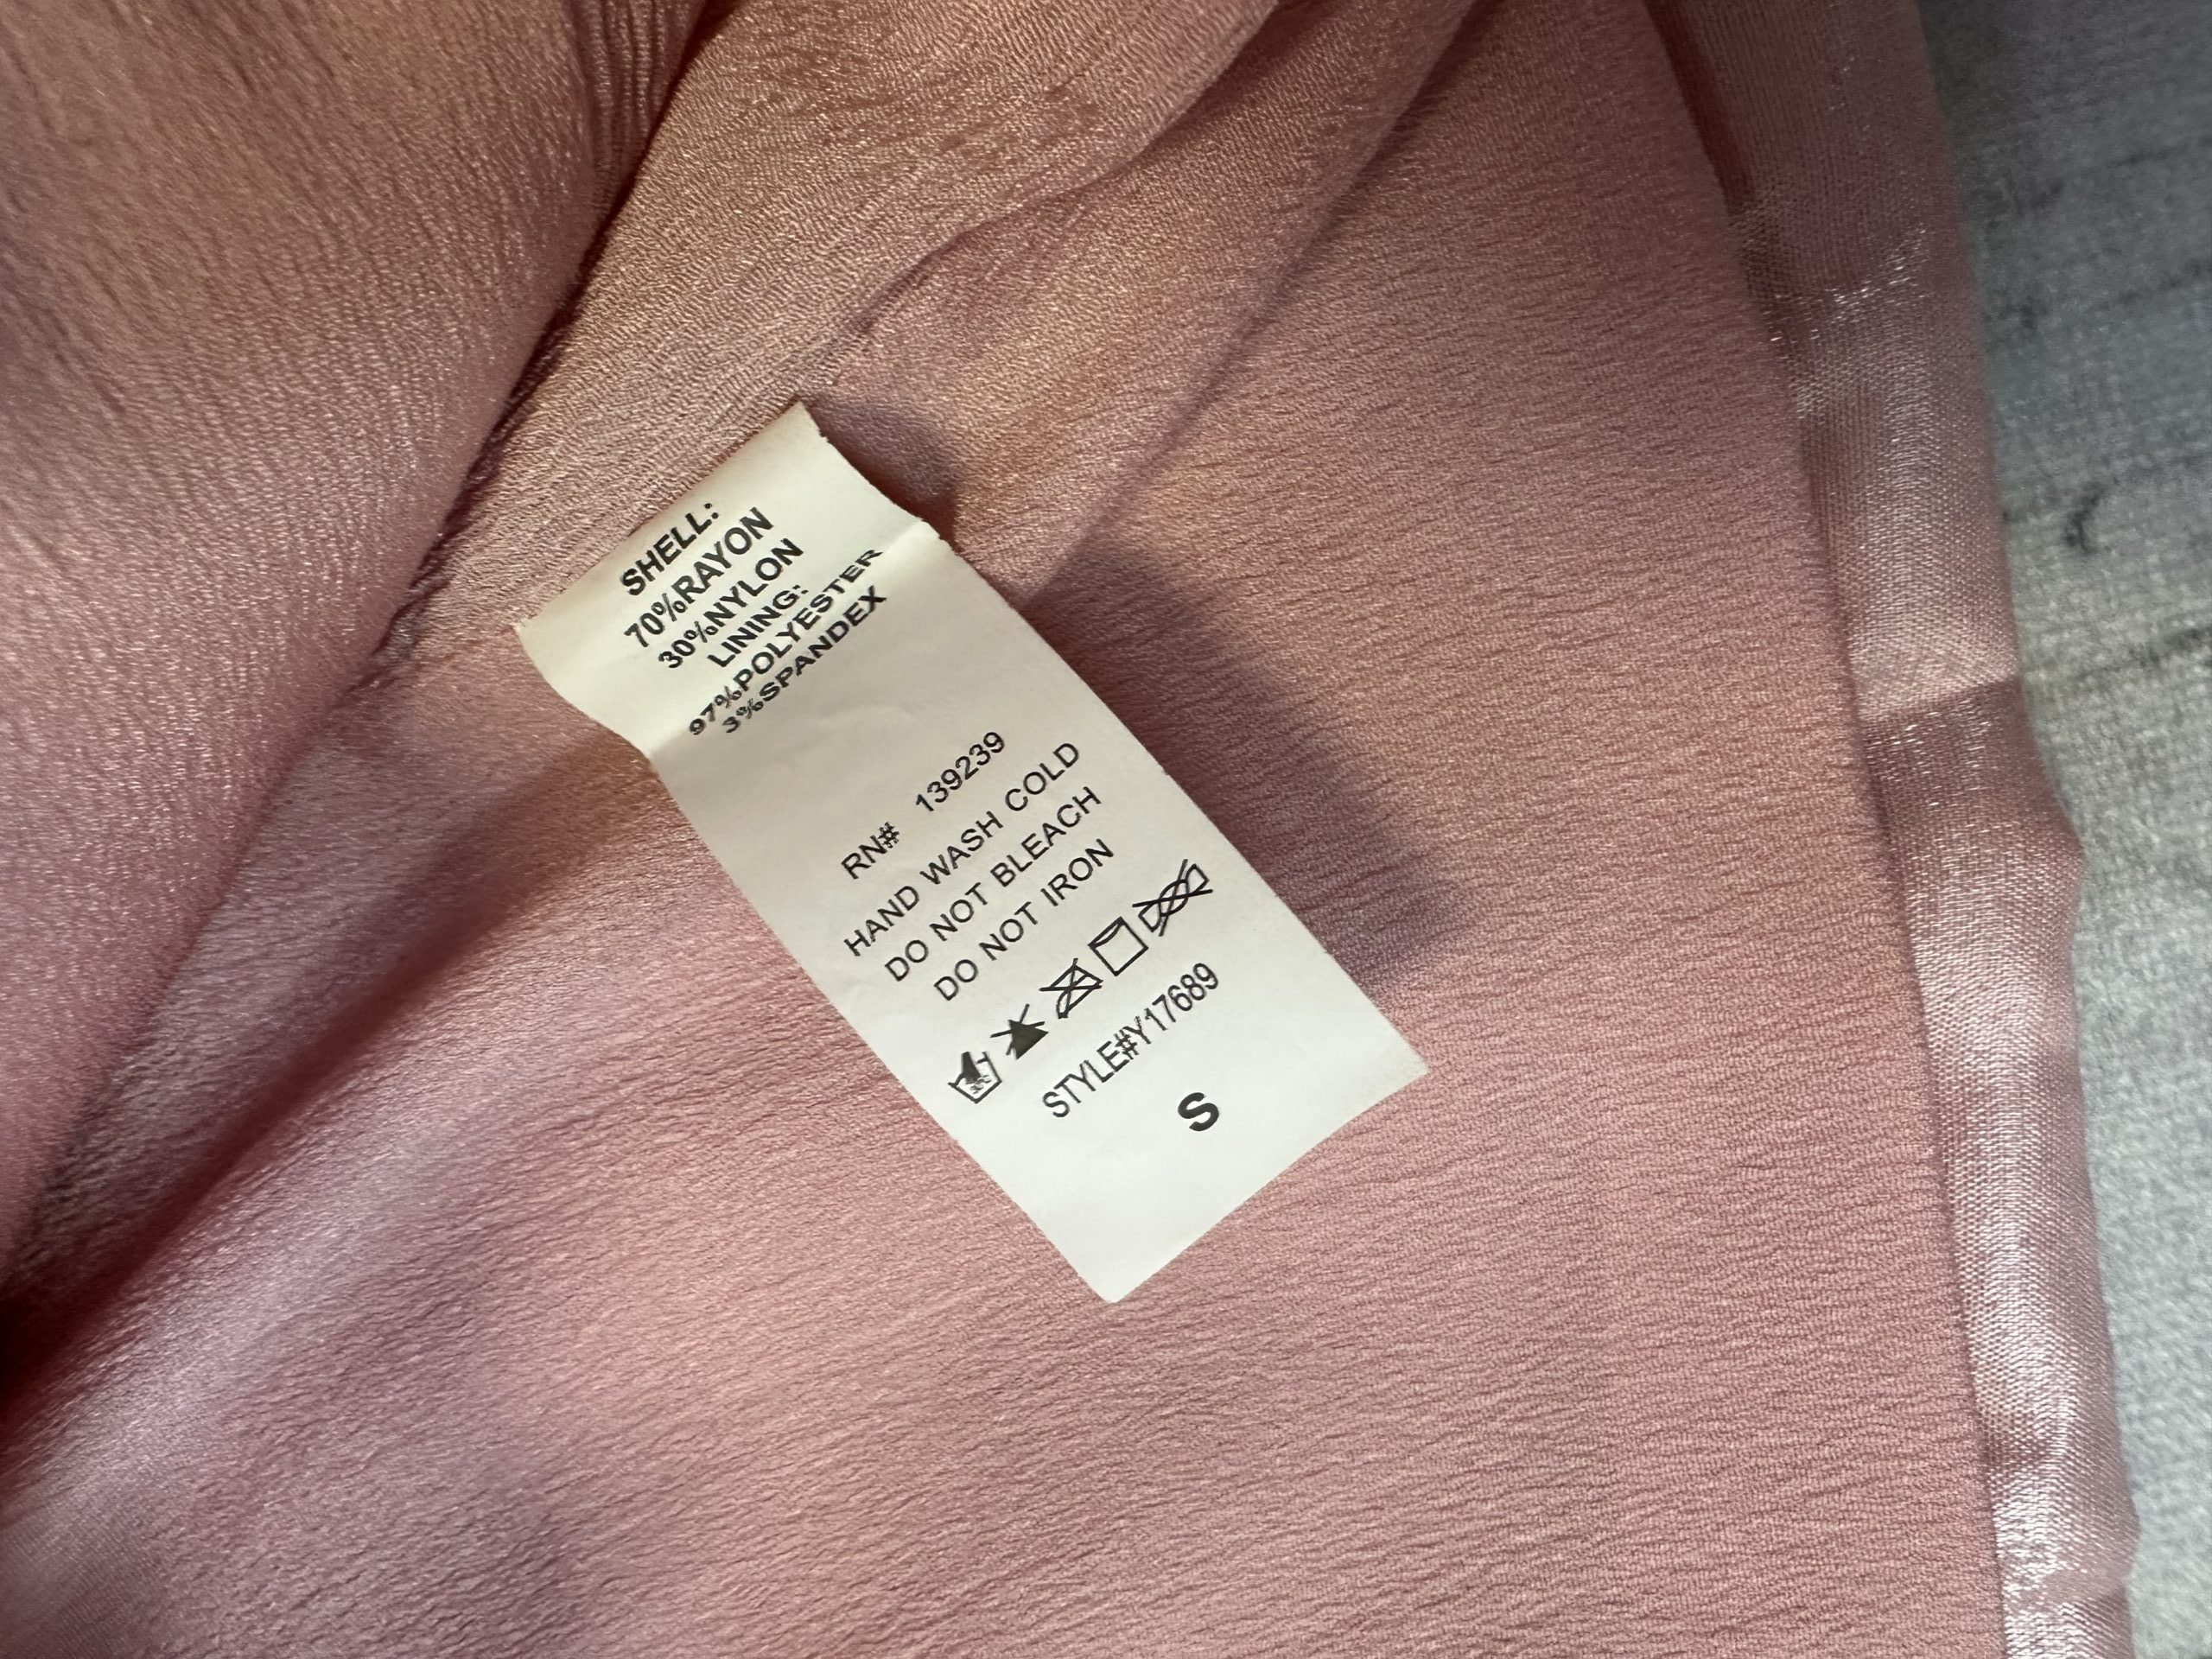 SHELL:
70%RAYON
30%NYLON
LINING:
97%POLYESTER
3%SPANDEX
RN# 139239
HAND WASH COLD
DO NOT BLEACH
DO NOT IRON
30°C
STYLE#Y17689
S